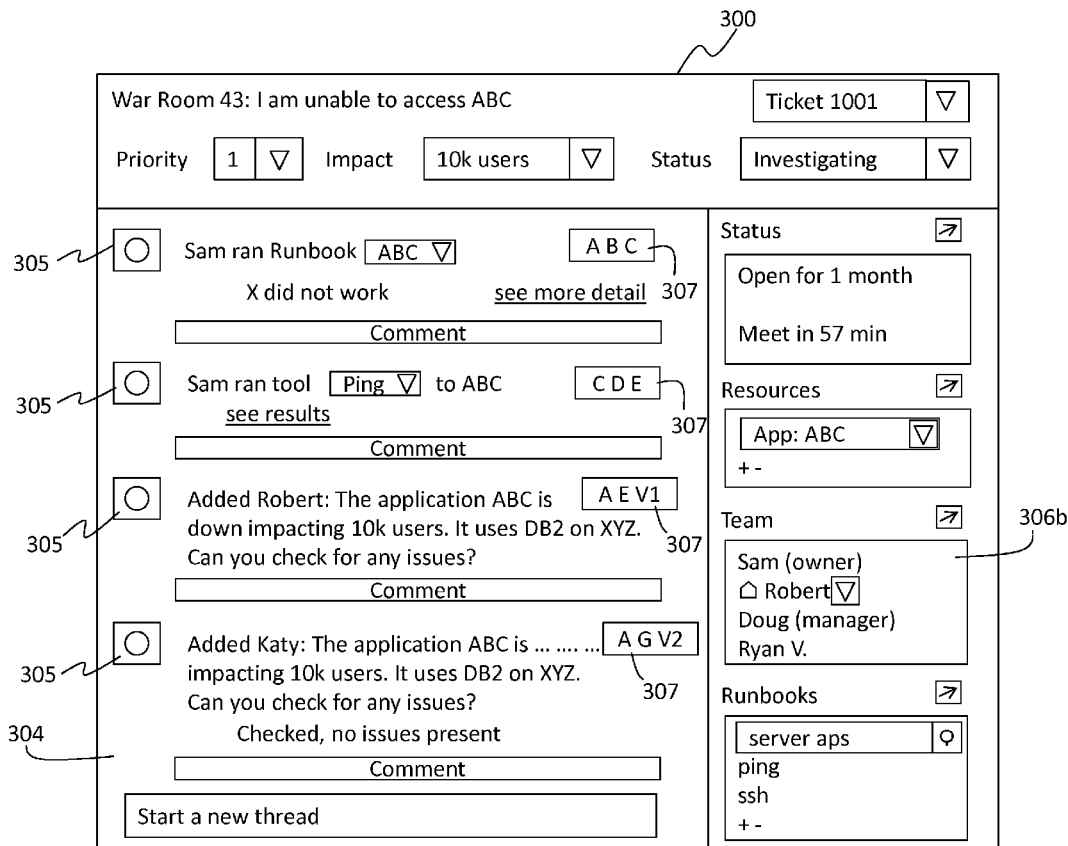 300
War Room 43: I am unable to access ABC
Ticket 1001
Priority 1 Impact 10k users Status Investigating
305
Sam ran Runbook ABC
A B C
307
X did not work see more detail
Comment
305
Sam ran tool Ping to ABC
C D E
307
see results
Comment
305
Added Robert: The application ABC is
A E V1
307
down impacting 10k users. It uses DB2 on XYZ.
Can you check for any issues?
Comment
305
Added Katy: The application ABC is ... .... ...
A G V2
307
impacting 10k users. It uses DB2 on XYZ.
Can you check for any issues?
Checked, no issues present
304
Comment
Start a new thread
Status
Open for 1 month
Meet in 57 min
Resources
App: ABC
+ -
Team
306b
Sam (owner)
Robert
Doug (manager)
Ryan V.
Runbooks
server aps
ping
ssh
+ -